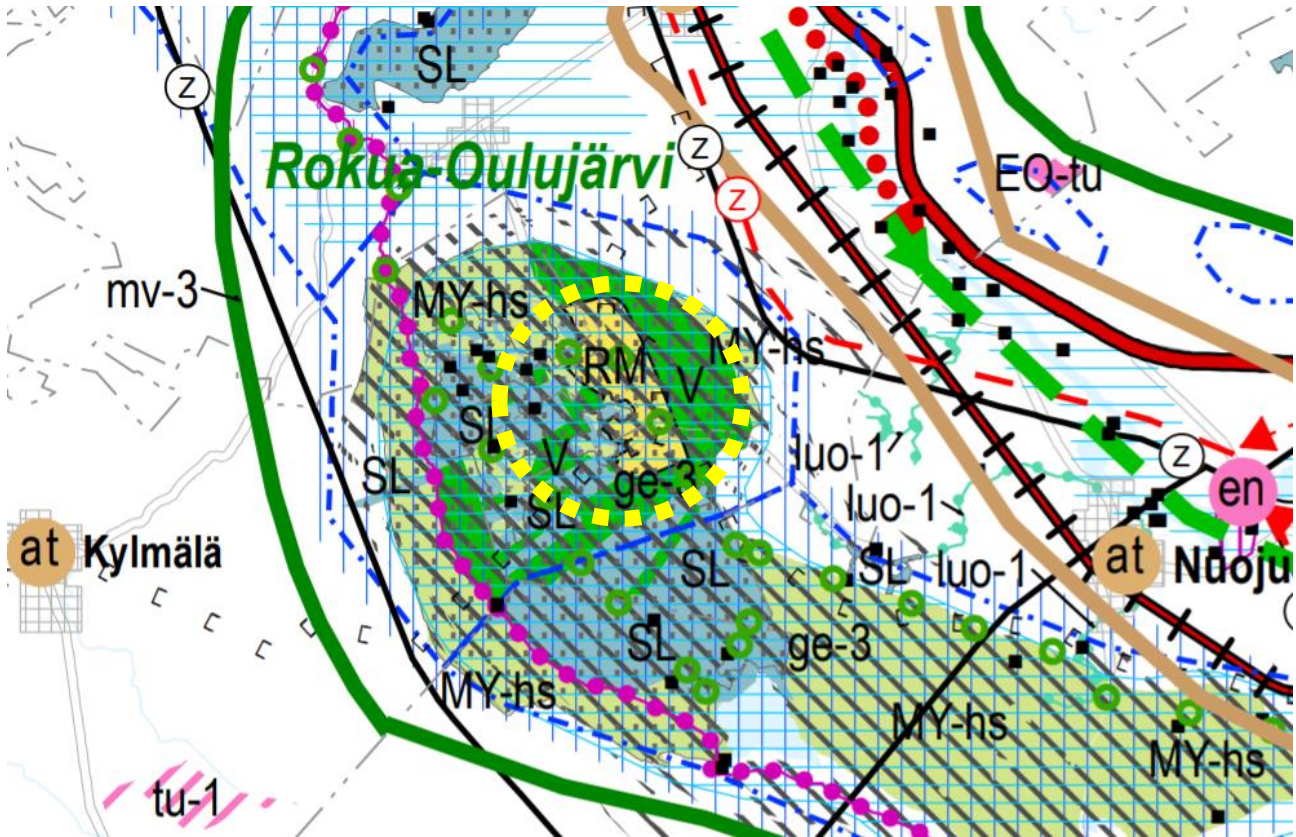 SL
Z
Z
Rokua-Oulujärvi
EO-tu
Z
mv-3
MY-hs
MY-hs
RM
V
SL
V
luo-1
SL
ge-3
luo-1
Z
en
SL
at
Kylmälä
SL
SL
luo-1
at
Nuoju
SL
ge-3
MY-hs
MY-hs
MY-hs
tu-1